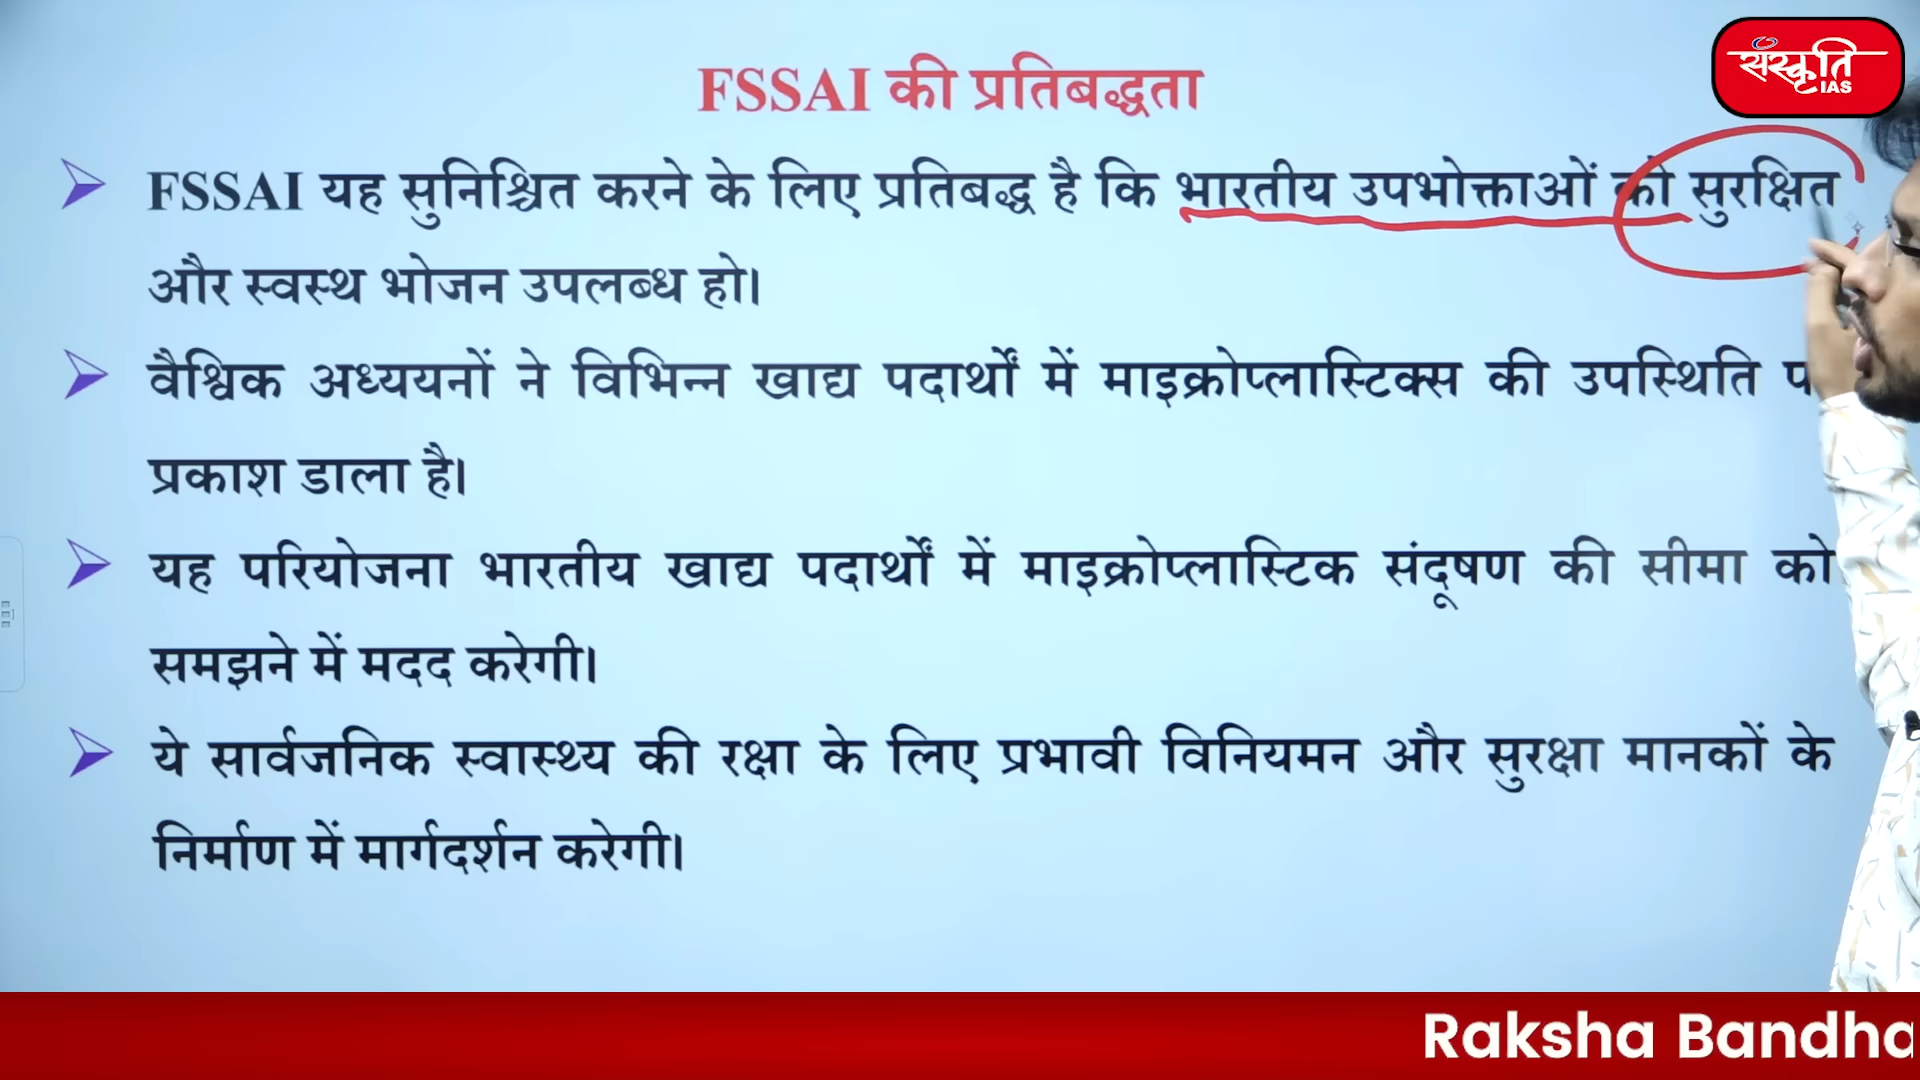 संस्कृति
IAS
FSSAI की प्रतिबद्धता
FSSAI यह सुनिश्चित करने के लिए प्रतिबद्ध है कि भारतीय उपभोक्ताओं को सुरक्षित
और स्वस्थ भोजन उपलब्ध हो।
वैश्विक अध्ययनों ने विभिन्न खाद्य पदार्थों में माइक्रोप्लास्टिक्स की उपस्थिति
प्रकाश डाला है।
यह परियोजना भारतीय खाद्य पदार्थों में माइक्रोप्लास्टिक संदूषण की सीमा को
समझने में मदद करेगी।
ये सार्वजनिक स्वास्थ्य की रक्षा के लिए प्रभावी विनियमन और सुरक्षा मानकों के
निर्माण में मार्गदर्शन करेगी।
Raksha